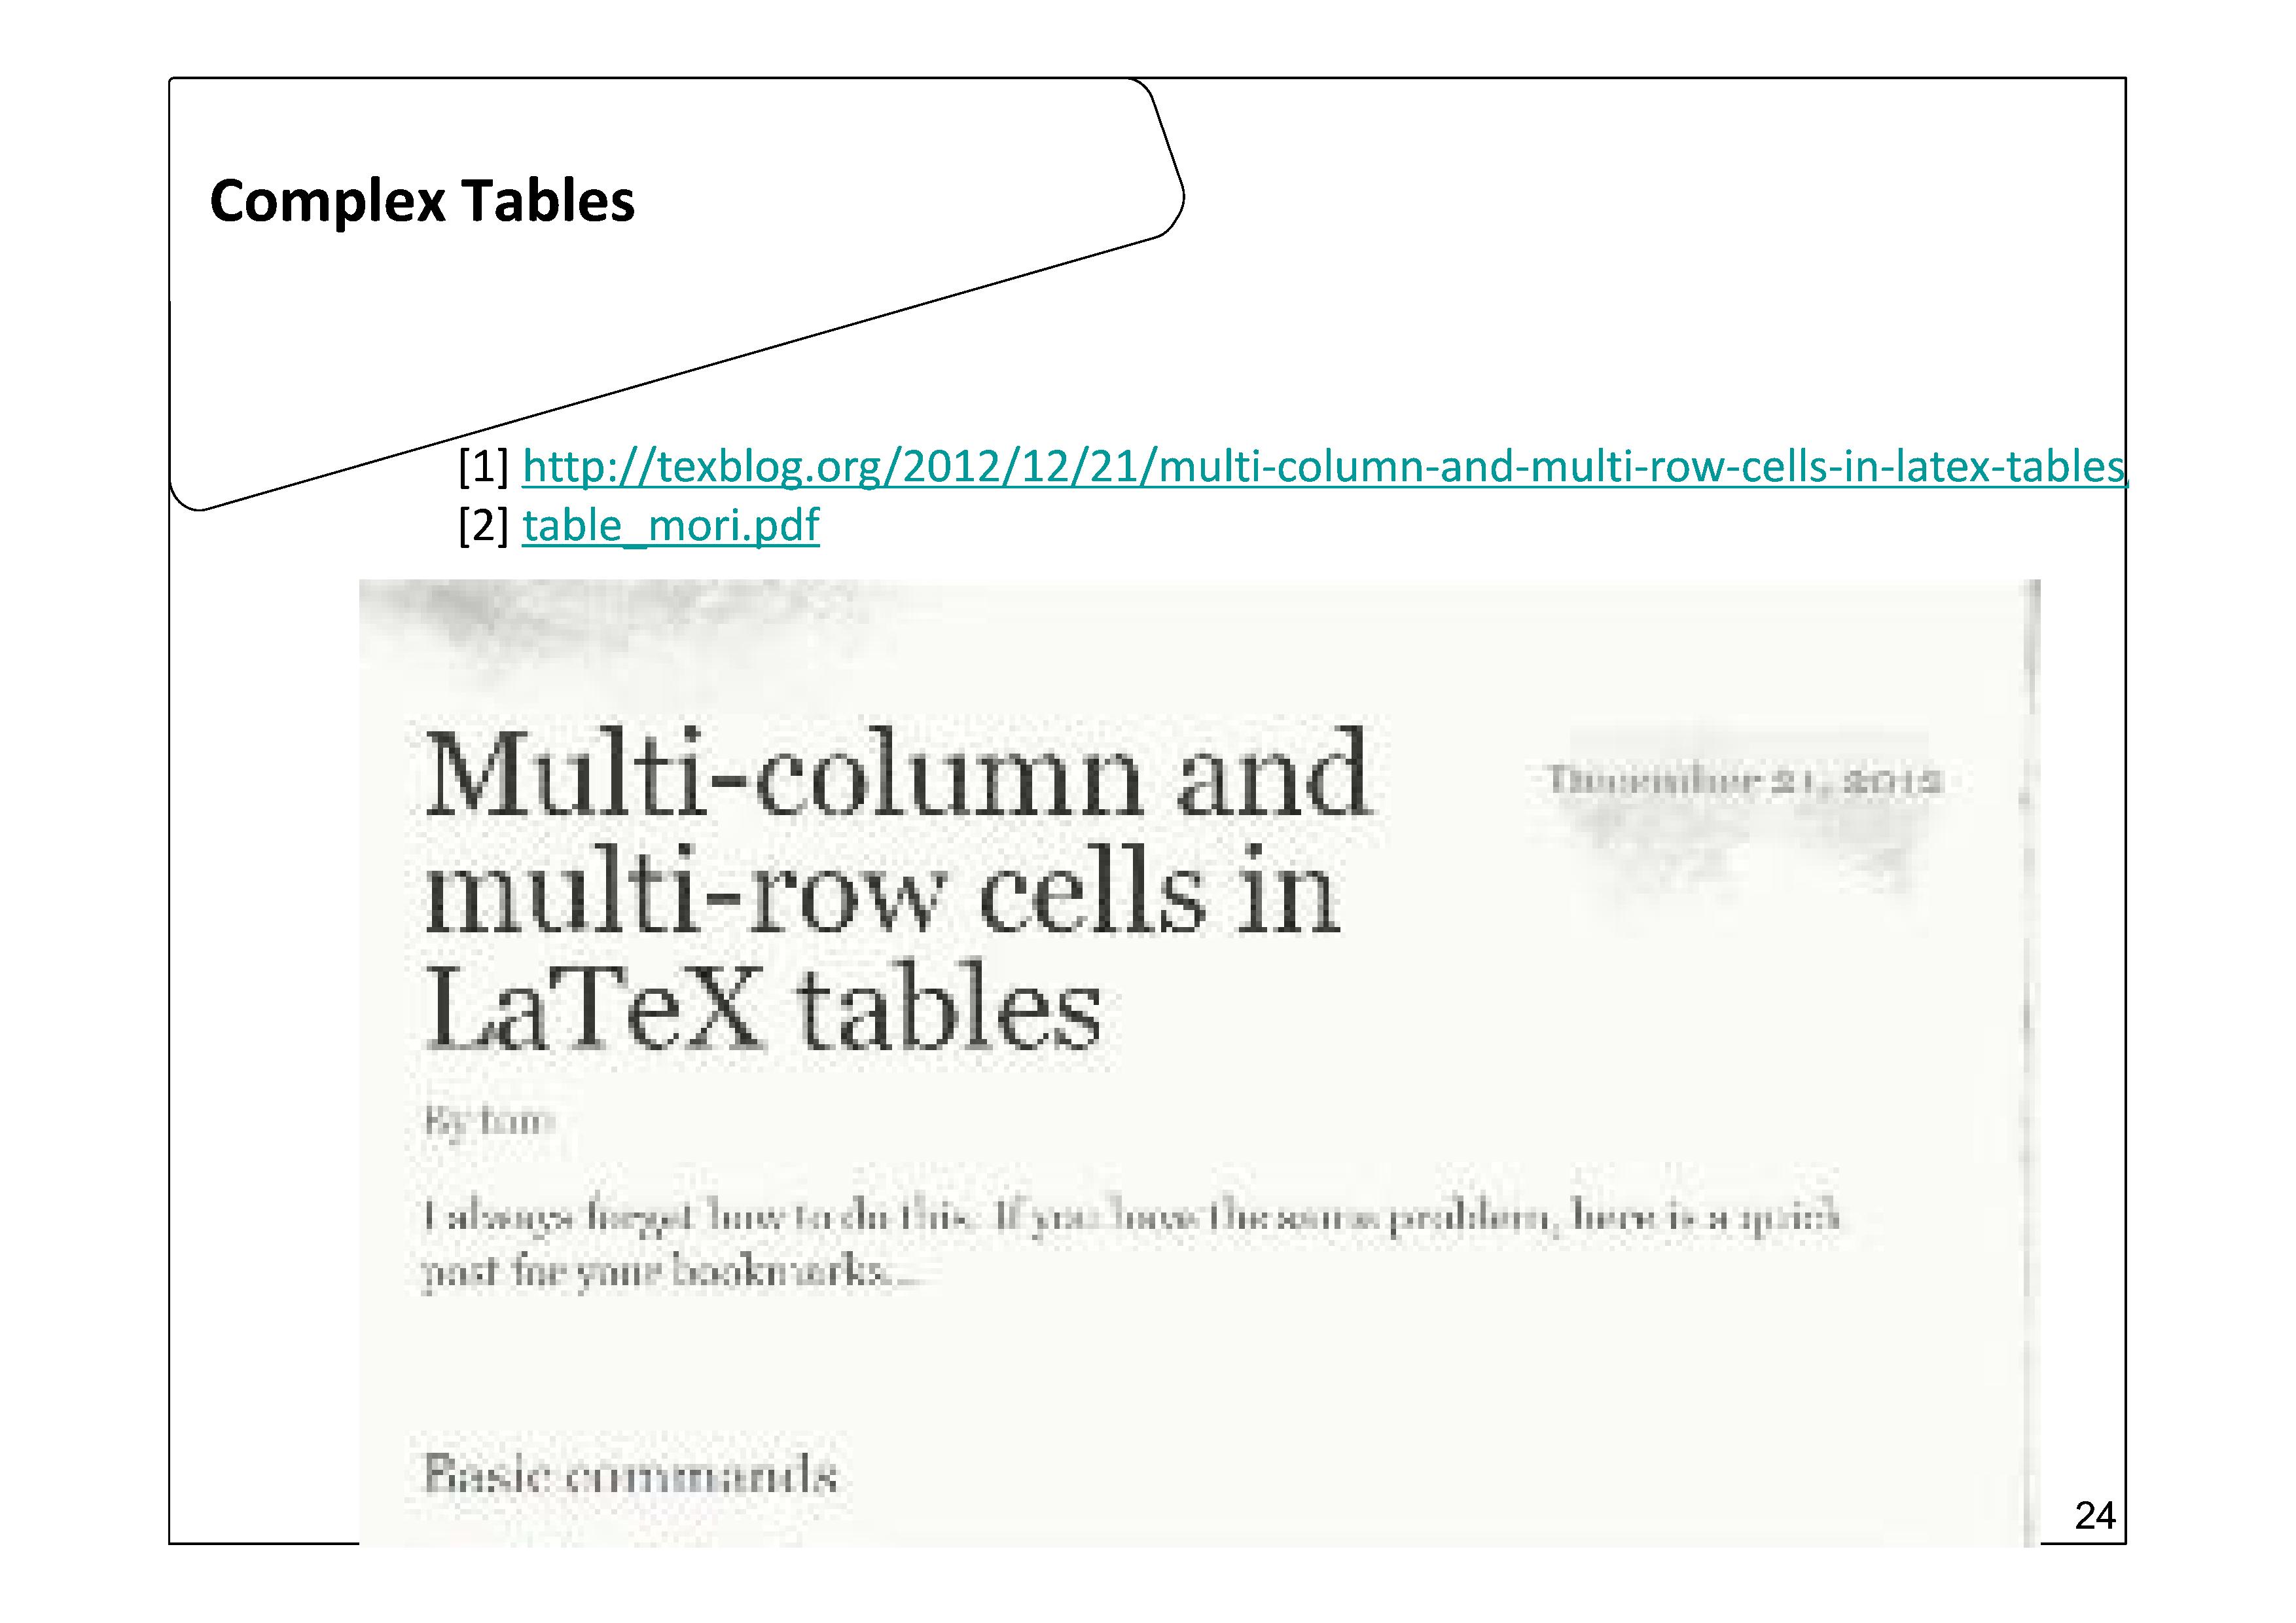 Complex Tables
[1] http://texblog.org/2012/12/21/multi-column-and-multi-row-cells-in-latex-tables
[2] table_mori.pdf
Multi-column and
December 21, 2012
multi-row cells in
LaTeX tables
By tom
I always forget how to do this. If you have the same problem, here is a quick
post for your bookmarks...
Basic commands
24